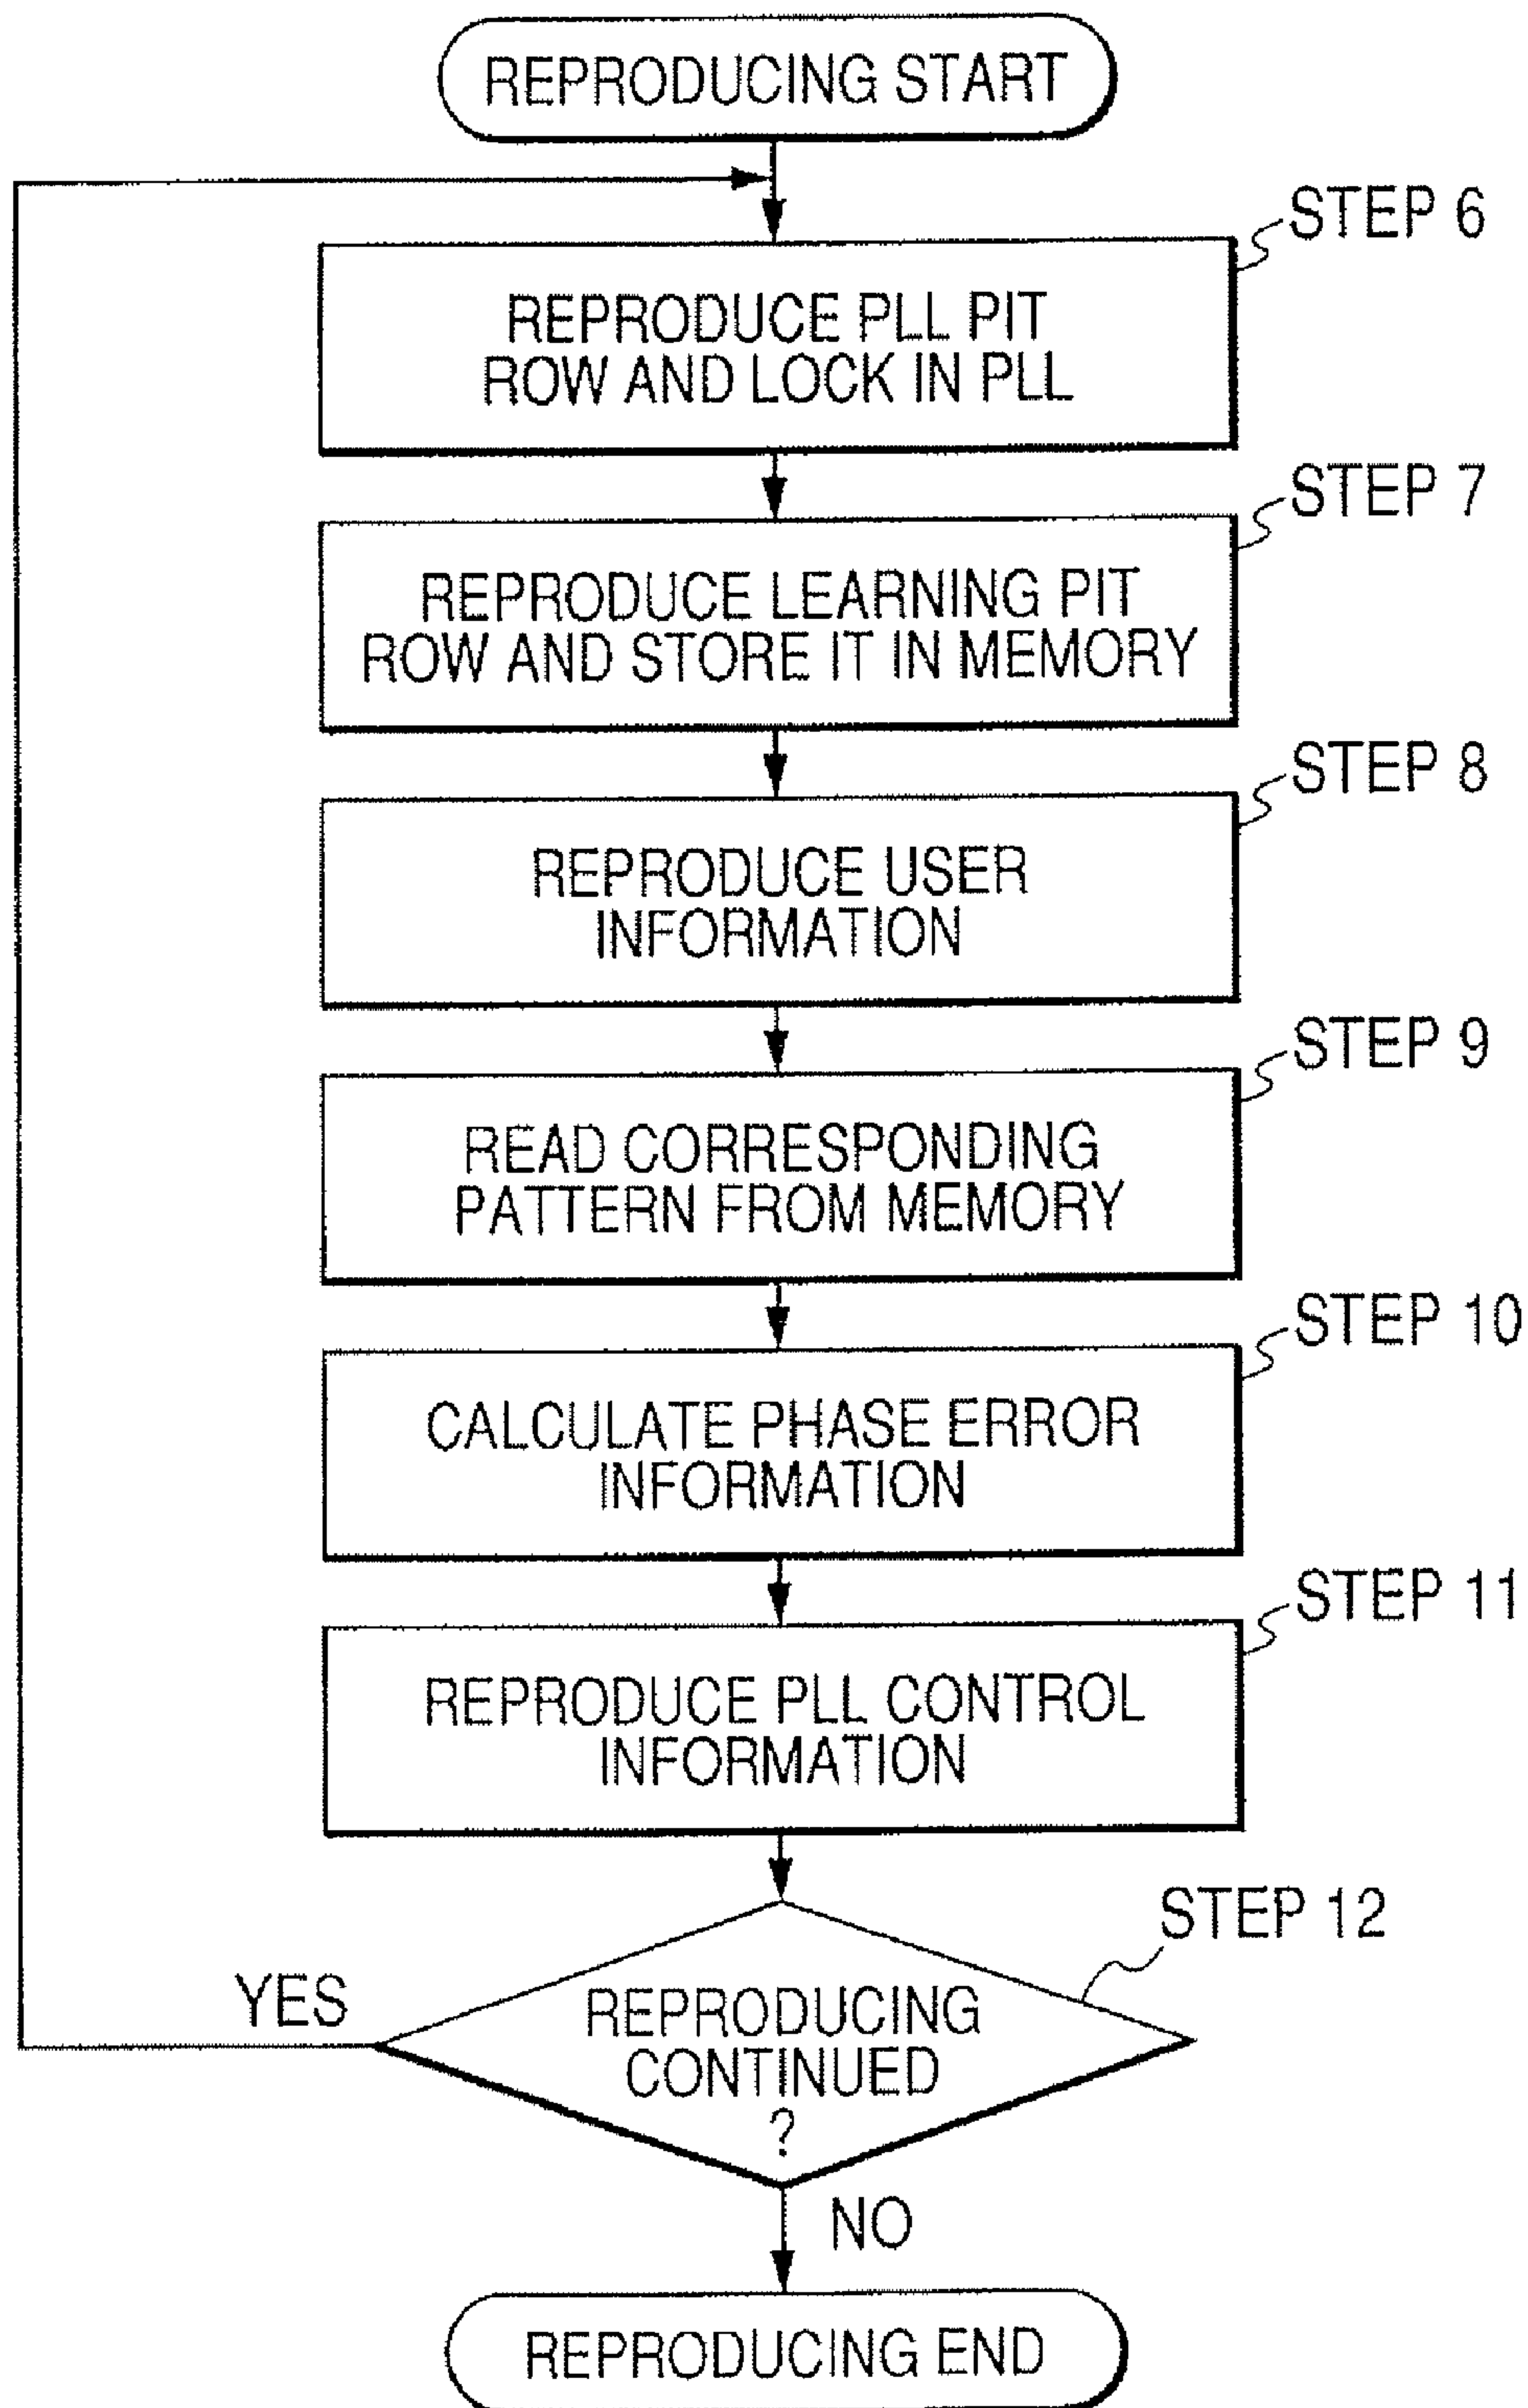 REPRODUCING START
STEP 6
REPRODUCE PLL PIT
ROW AND LOCK IN PLL
STEP 7
REPRODUCE LEARNING PIT
ROW AND STORE IT IN MEMORY
STEP 8
REPRODUCE USER
INFORMATION
STEP 9
READ CORRESPONDING
PATTERN FROM MEMORY
STEP 10
CALCULATE PHASE ERROR
INFORMATION
STEP 11
REPRODUCE PLL CONTROL
INFORMATION
STEP 12
YES
REPRODUCING
CONTINUED
?
NO
REPRODUCING END